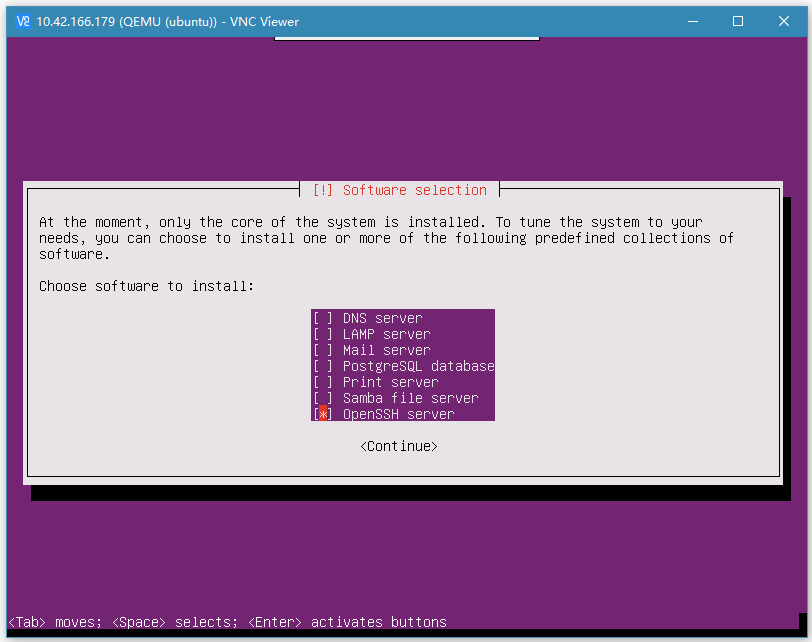 VE 10.42.166.179 (QEMU (ubuntu)) - VNC Viewer
[!] Software selection
At the moment, only the core of the system is installed. To tune the system to your
needs, you can choose to install one or more of the following predefined collections of
software.
Choose software to install:
[ ] DNS server
[ ] LAMP server
[ ] Mail server
[ ] PostgreSQL database
[ ] Print server
[ ] Samba file server
[*] OpenSSH server
<Continue>
<Tab> moves; <Space> selects; <Enter> activates buttons